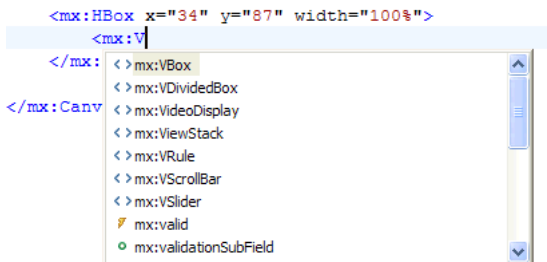 <mx:HBox x="34" y="87" width="100%">
<mx:V
</mx:
mx:VBox
mx:VDividedBox
</mx:Canv
mx:VideoDisplay
mx:ViewStack
mx:VRule
mx:VScrollBar
mx:VSlider
mx:valid
mx:validationSubField